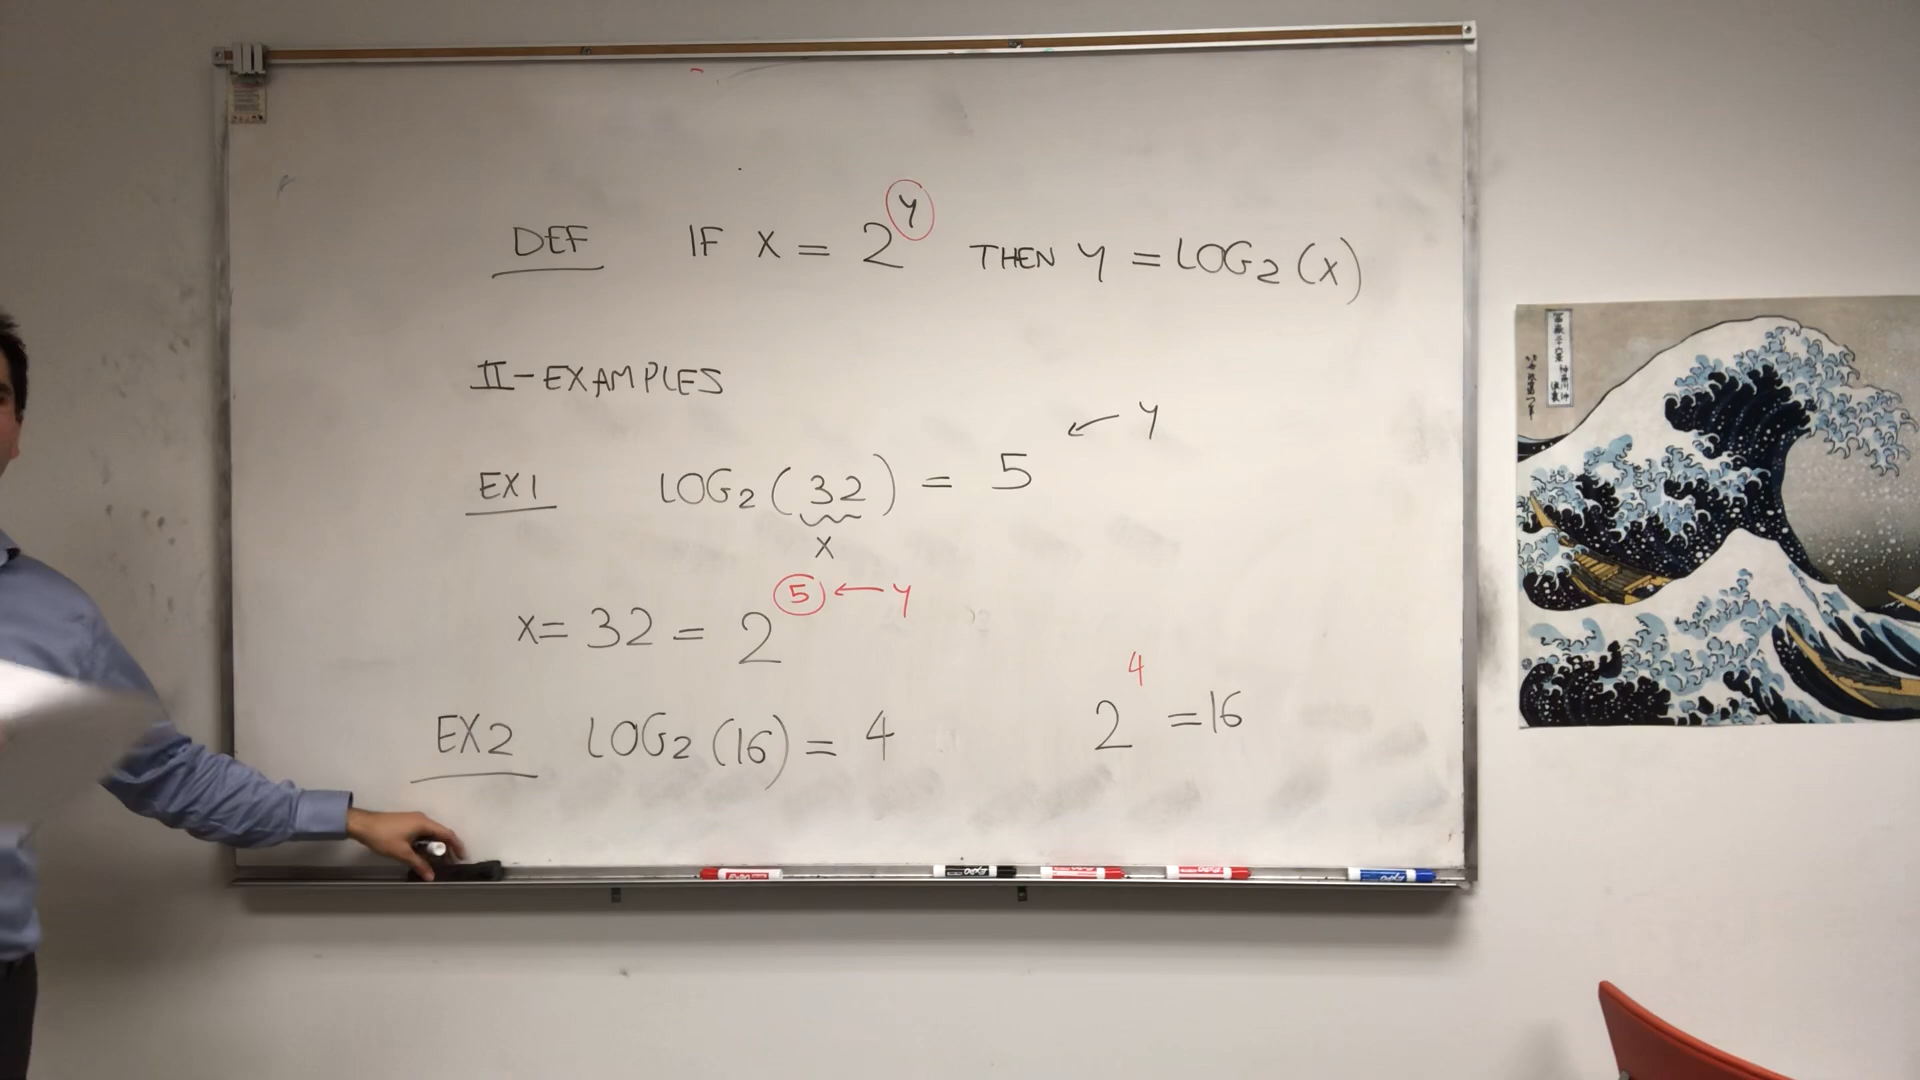 DEF IF X = 2^Y THEN Y = LOG₂(X)
II-EXAMPLES
EX1 LOG₂(32) = 5 ← Y
X
X= 32 = 2^5 ← Y
EX2 LOG₂(16) = 4 2^4 =16